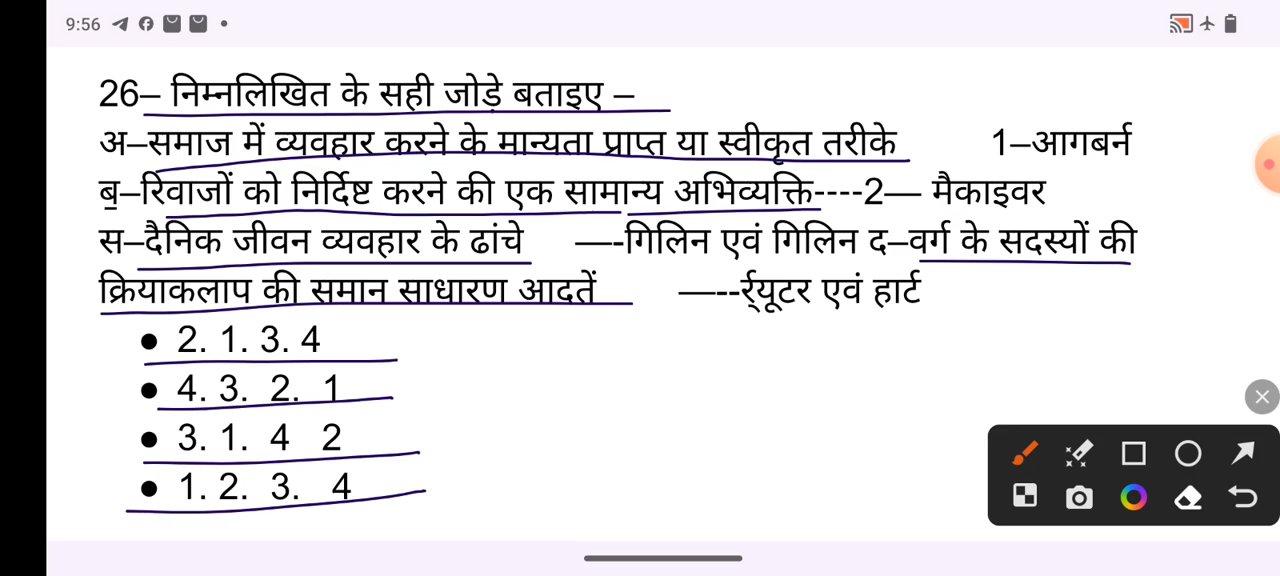 9:56
26– निम्नलिखित के सही जोड़े बताइए –
अ–समाज में व्यवहार करने के मान्यता प्राप्त या स्वीकृत तरीके 1–आगबर्न
ब–रिवाजों को निर्दिष्ट करने की एक सामान्य अभिव्यक्ति----2–– मैकाइवर
स–दैनिक जीवन व्यवहार के ढांचे –--गिलिन एवं गिलिन द–वर्ग के सदस्यों की
क्रियाकलाप की समान साधारण आदतें ––--र्र्यूटर एवं हार्ट
● 2. 1. 3. 4
● 4. 3. 2. 1
● 3. 1. 4 2
● 1. 2. 3. 4